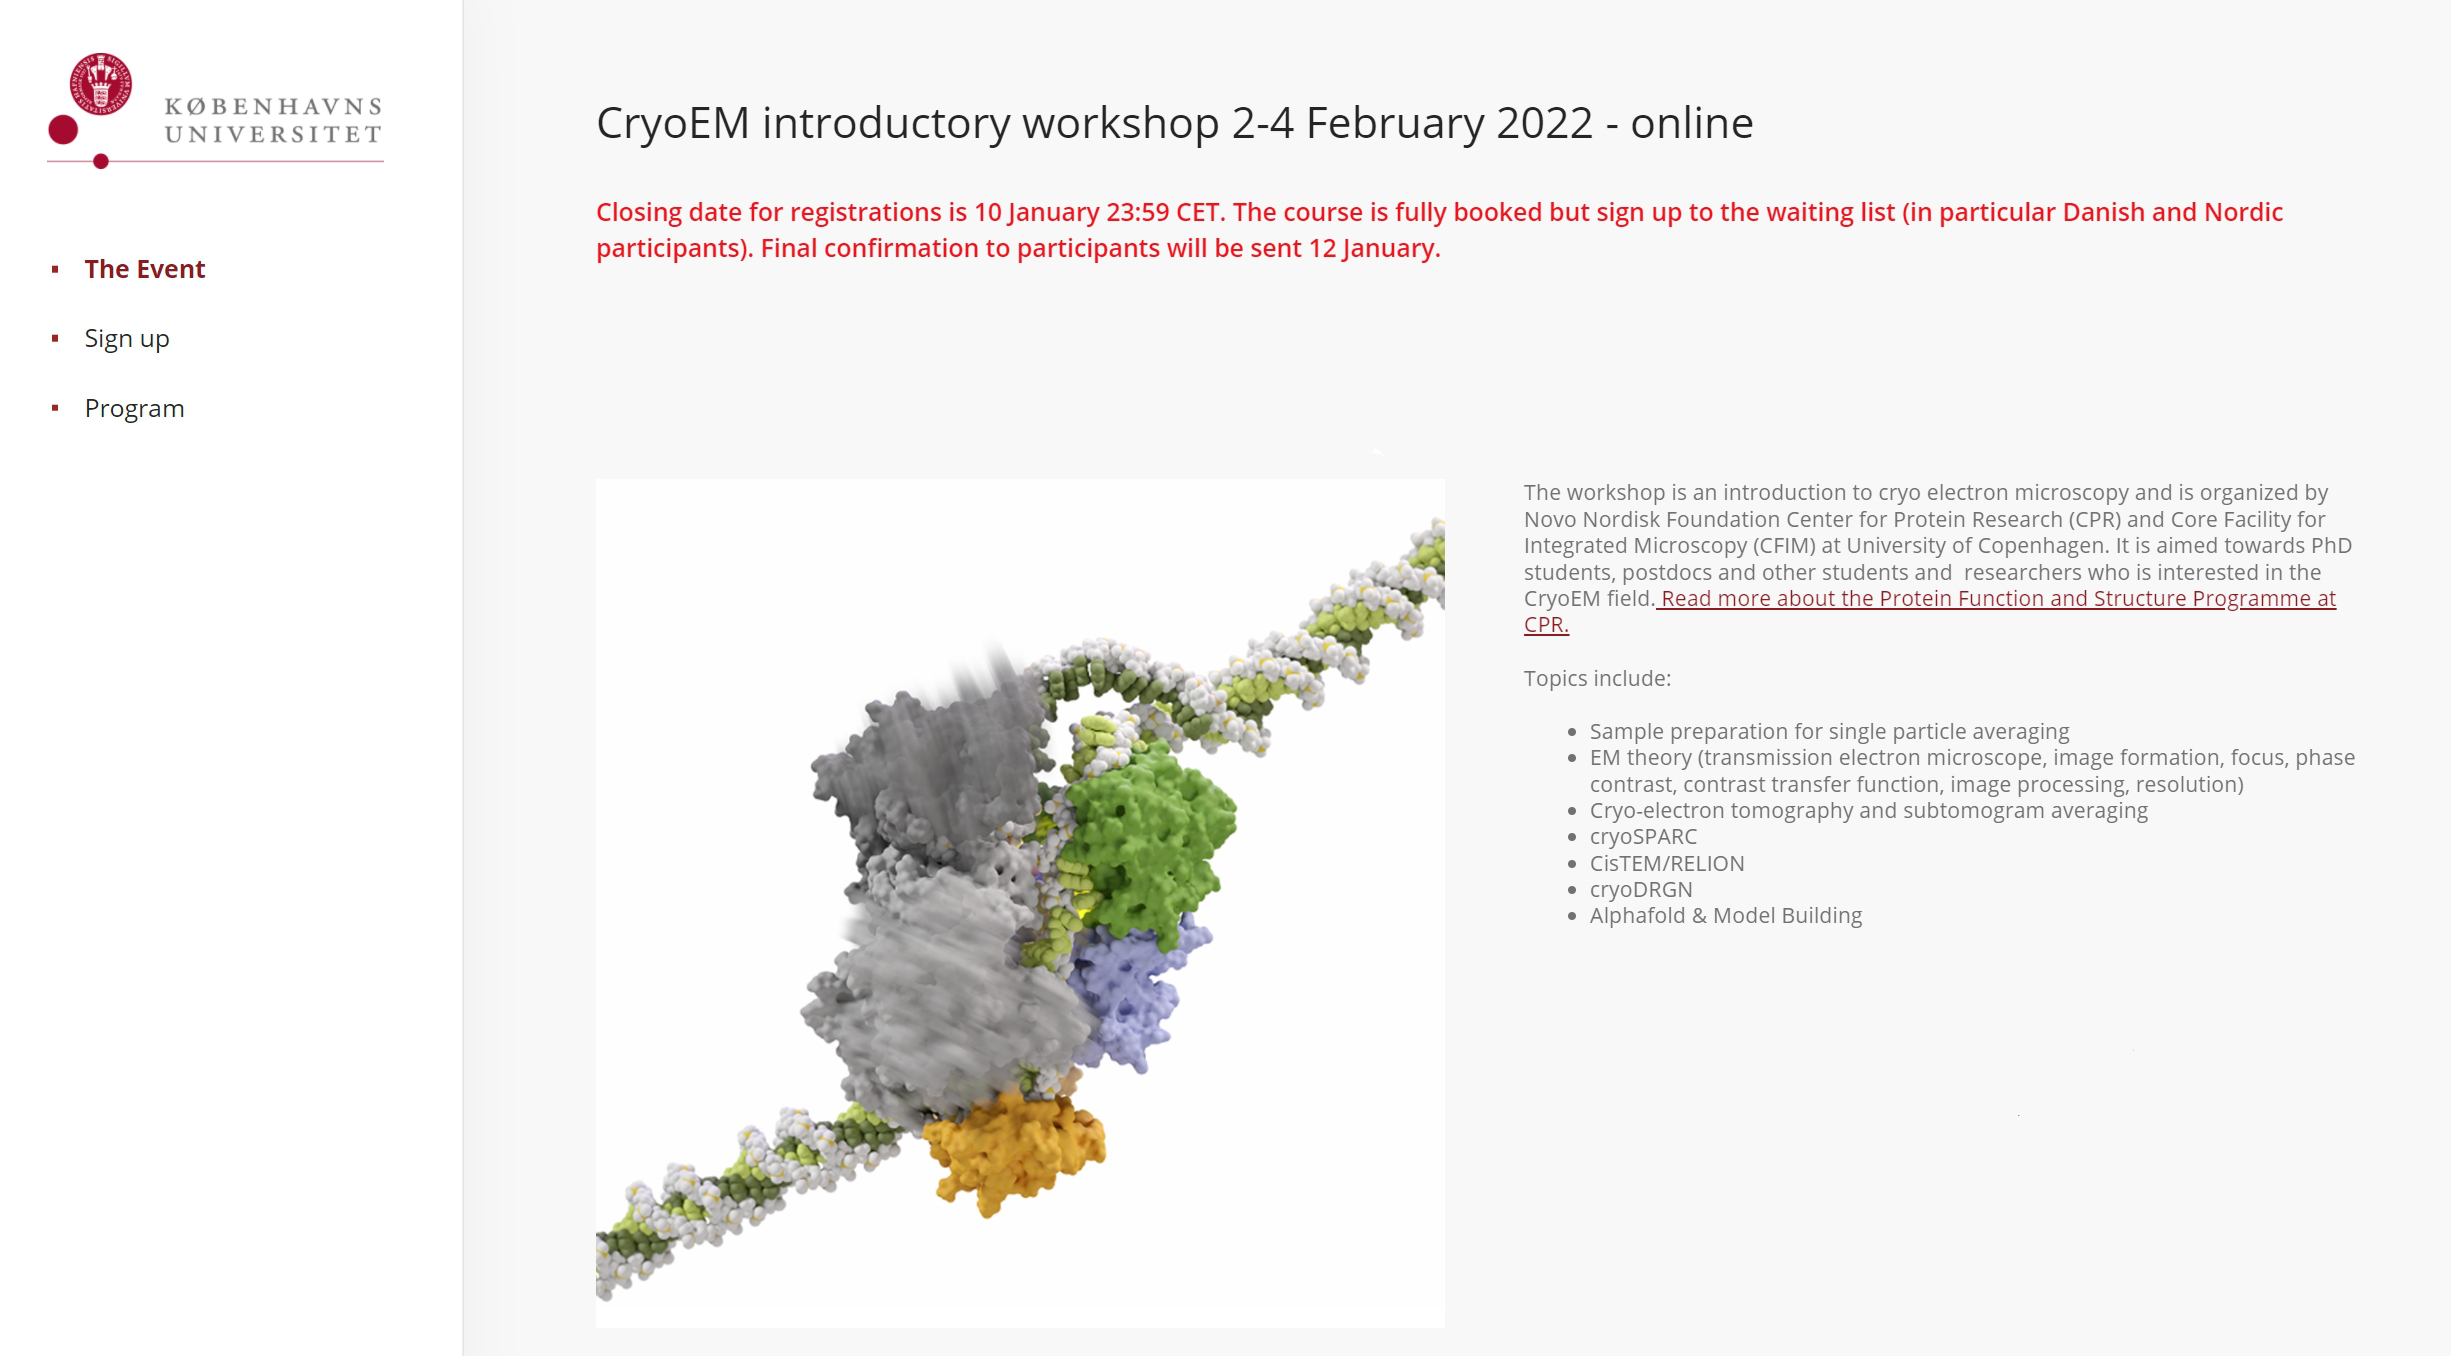 KØBENHAVNS
UNIVERSITET
The Event
Sign up
Program
CryoEM introductory workshop 2-4 February 2022 - online
Closing date for registrations is 10 January 23:59 CET. The course is fully booked but sign up to the waiting list (in particular Danish and Nordic
participants). Final confirmation to participants will be sent 12 January.
The workshop is an introduction to cryo electron microscopy and is organized by
Novo Nordisk Foundation Center for Protein Research (CPR) and Core Facility for
Integrated Microscopy (CFIM) at University of Copenhagen. It is aimed towards PhD
students, postdocs and other students and  researchers who is interested in the
CryoEM field. Read more about the Protein Function and Structure Programme at
CPR.
Topics include:
• Sample preparation for single particle averaging
• EM theory (transmission electron microscope, image formation, focus, phase
contrast, contrast transfer function, image processing, resolution)
• Cryo-electron tomography and subtomogram averaging
• cryoSPARC
• CisTEM/RELION
• cryoDRGN
• Alphafold & Model Building